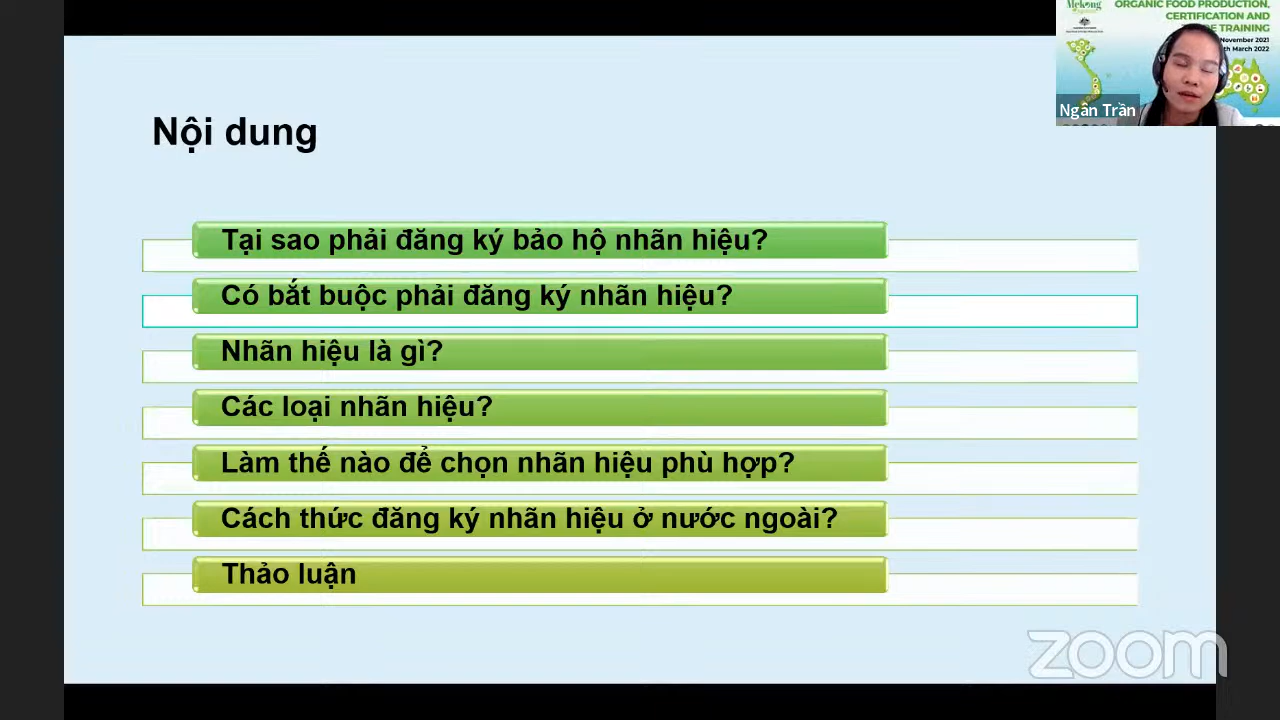 Mekong
ORGANIC FOOD PRODUCTION,
CERTIFICATION AND
TRAINING
November 2021
March 2022
Ngân Trần
Nội dung
Tại sao phải đăng ký bảo hộ nhãn hiệu?
Có bắt buộc phải đăng ký nhãn hiệu?
Nhãn hiệu là gì?
Các loại nhãn hiệu?
Làm thế nào để chọn nhãn hiệu phù hợp?
Cách thức đăng ký nhãn hiệu ở nước ngoài?
Thảo luận
zoom